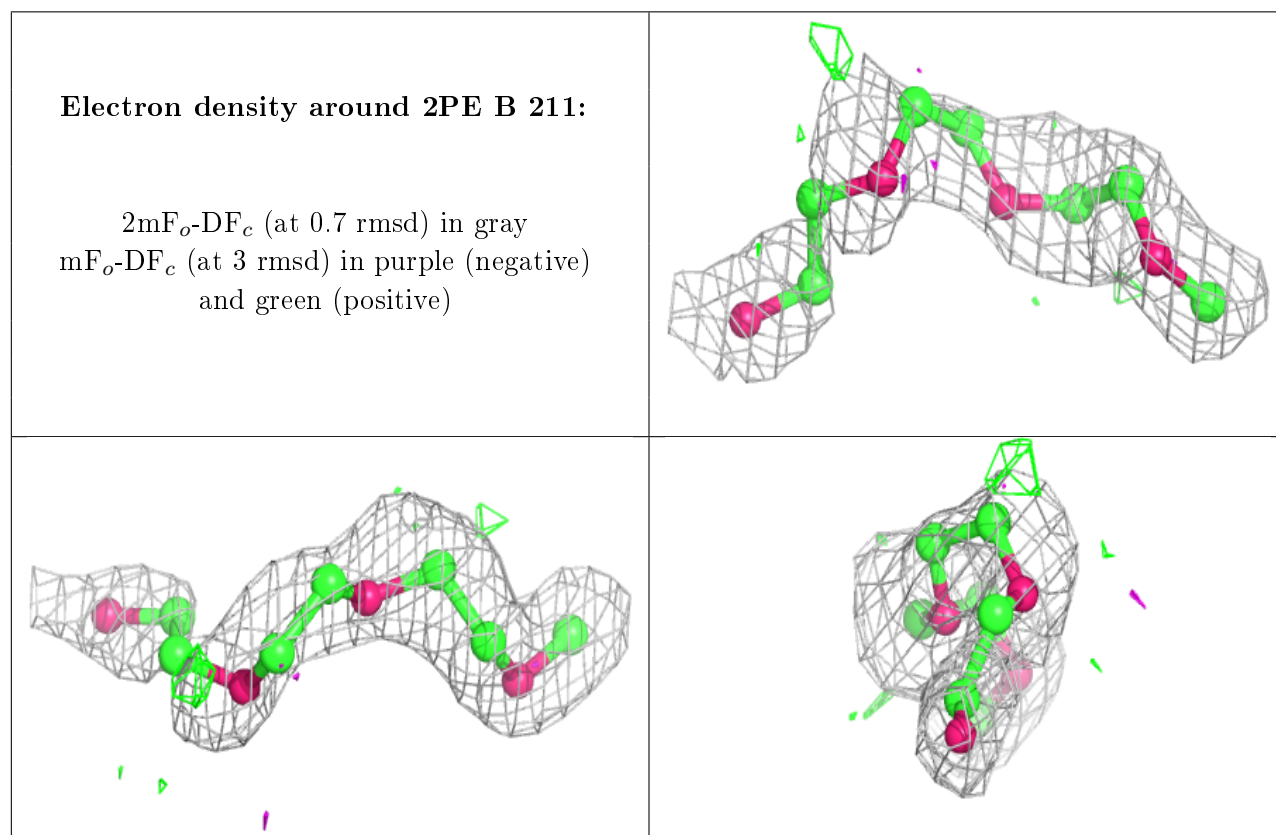 Electron density around 2PE B 211:
2mFₒ-DF𝒸 (at 0.7 rmsd) in gray
mFₒ-DF𝒸 (at 3 rmsd) in purple (negative)
and green (positive)